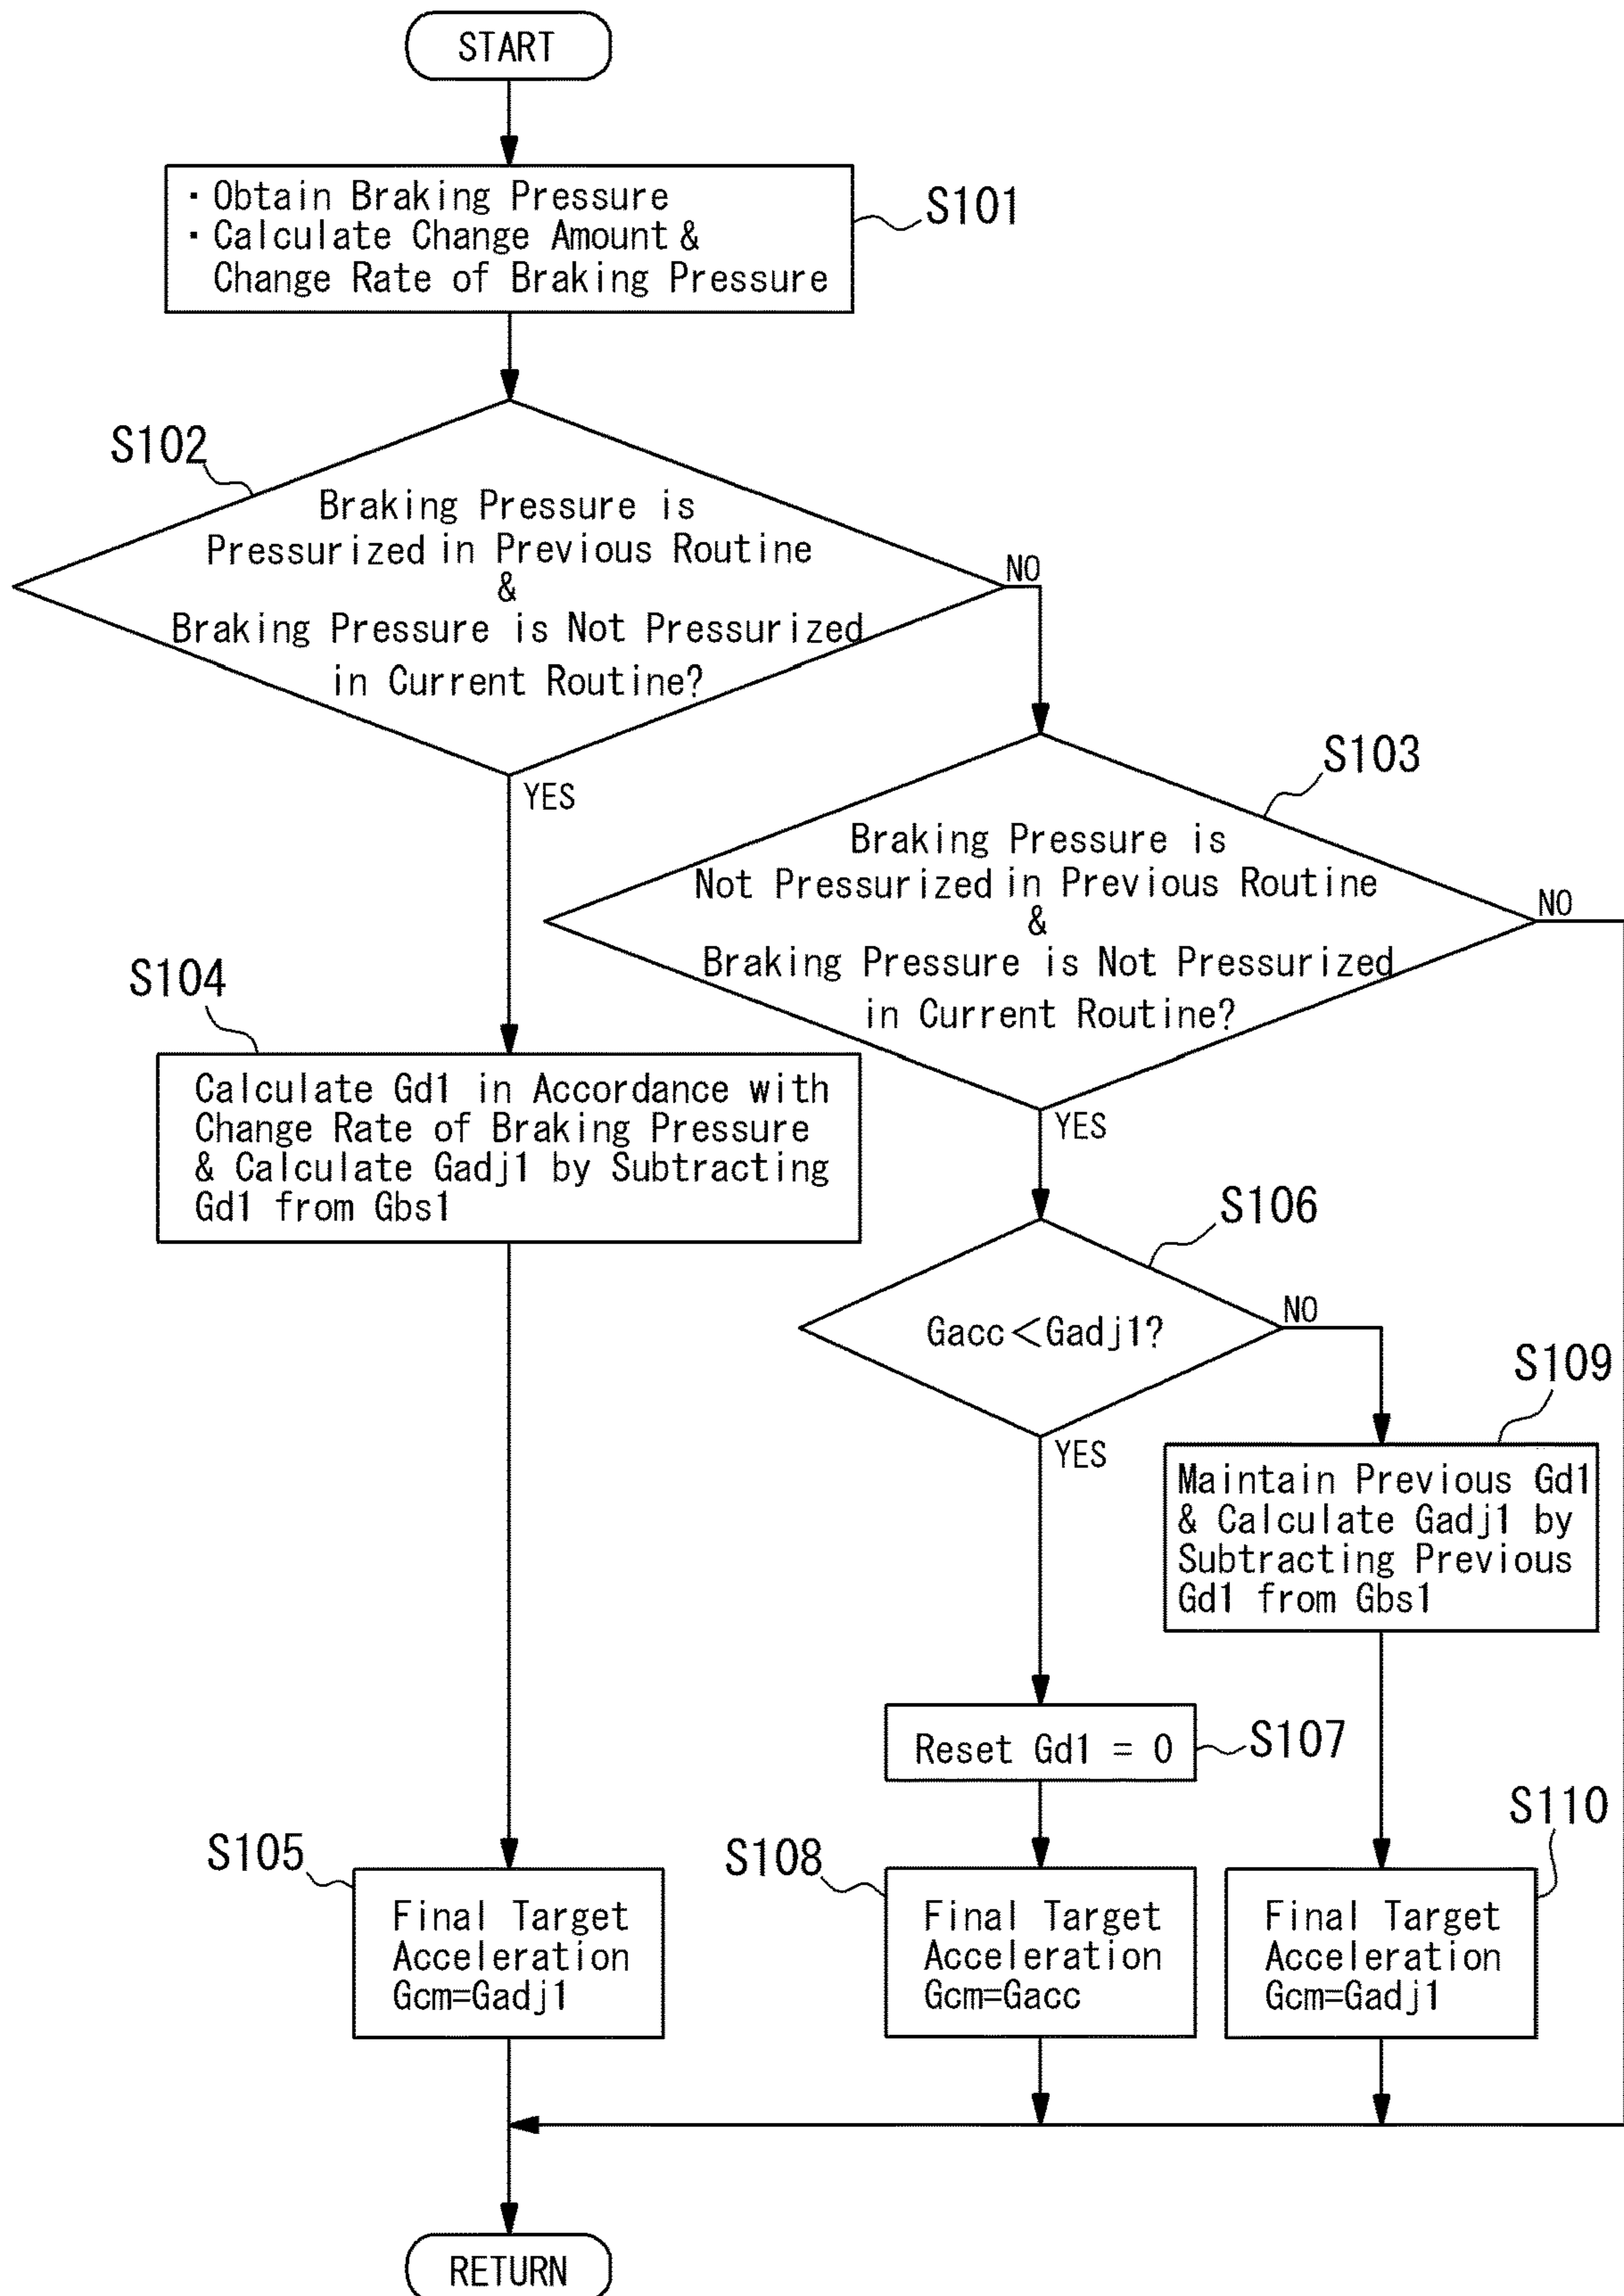 START
・Obtain Braking Pressure
・Calculate Change Amount &
Change Rate of Braking Pressure
S101
S102
Braking Pressure is
Pressurized in Previous Routine
&
Braking Pressure is Not Pressurized
in Current Routine?
NO
YES
S103
Braking Pressure is
Not Pressurized in Previous Routine
&
Braking Pressure is Not Pressurized
in Current Routine?
NO
YES
S104
Calculate Gd1 in Accordance with
Change Rate of Braking Pressure
& Calculate Gadj1 by Subtracting
Gd1 from Gbs1
S106
Gacc<Gadj1?
NO
YES
S109
Maintain Previous Gd1
& Calculate Gadj1 by
Subtracting Previous
Gd1 from Gbs1
Reset Gd1 = 0
S107
S105
Final Target
Acceleration
Gcm=Gadj1
S108
Final Target
Acceleration
Gcm=Gacc
S110
Final Target
Acceleration
Gcm=Gadj1
RETURN